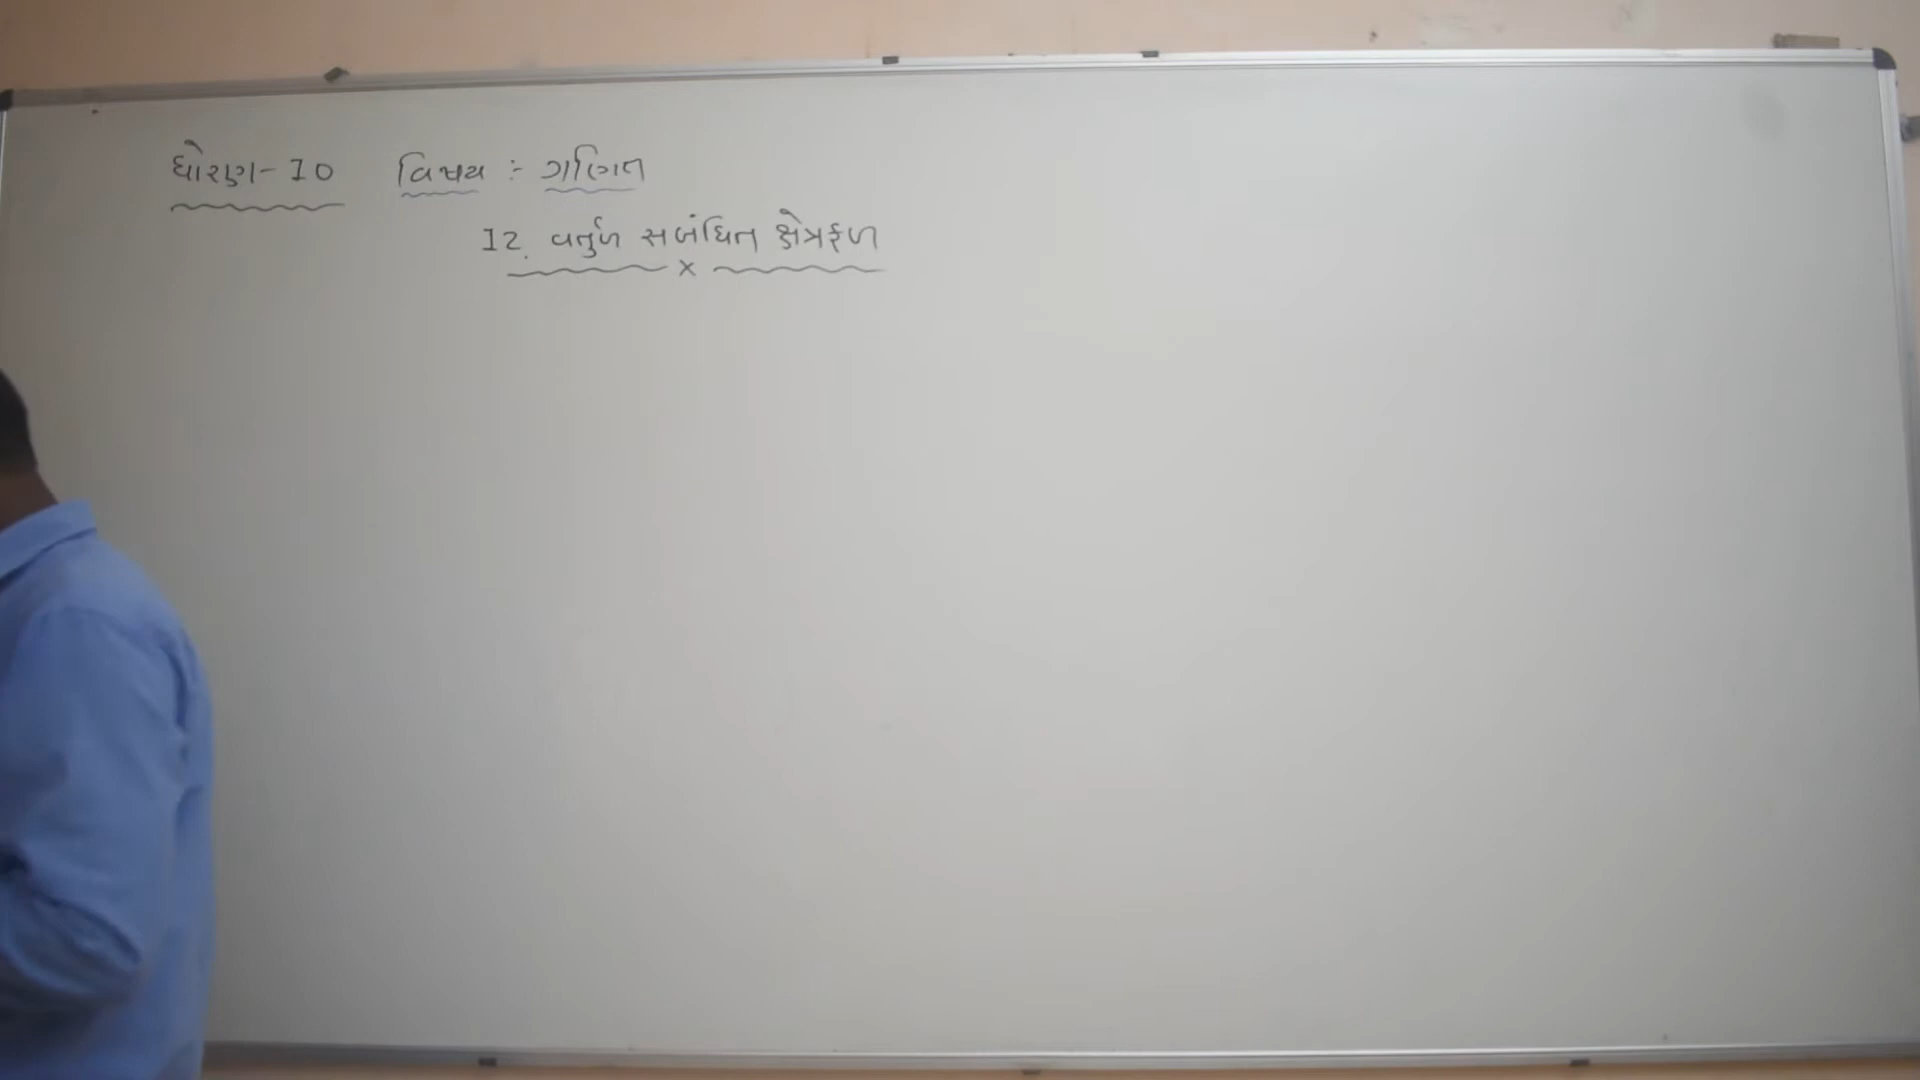 ધોરણ - 10 વિષય :- ગણિત
12. વર્તુળ સબંધિત ક્ષેત્રફળ
x